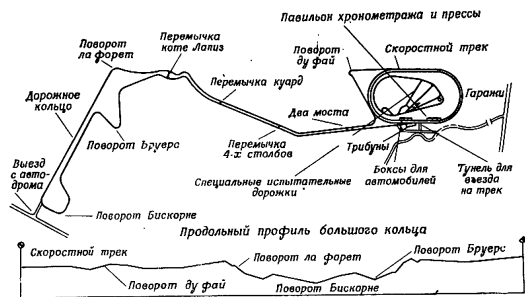 Павильон хронометража и прессы
Поворот
ла форет
Перемычка
коте Лапиз
Поворот
ду фай
Скоростной трек
Перемычка куард
Гаражи
Дорожное
кольцо
Два моста
Поворот Бруерс
Выезд
с авто-
дрома
Перемычка
4-х столбов
Трибуны
Специальные испытательные
дорожки
Боксы для
автомобилей
Тунель для
въезда
на трек
Поворот Бискорне
Продольный профиль большого кольца
Скоростной трек
Поворот ла форет
Поворот Бруерс
Поворот ду фай
Поворот Бискорне